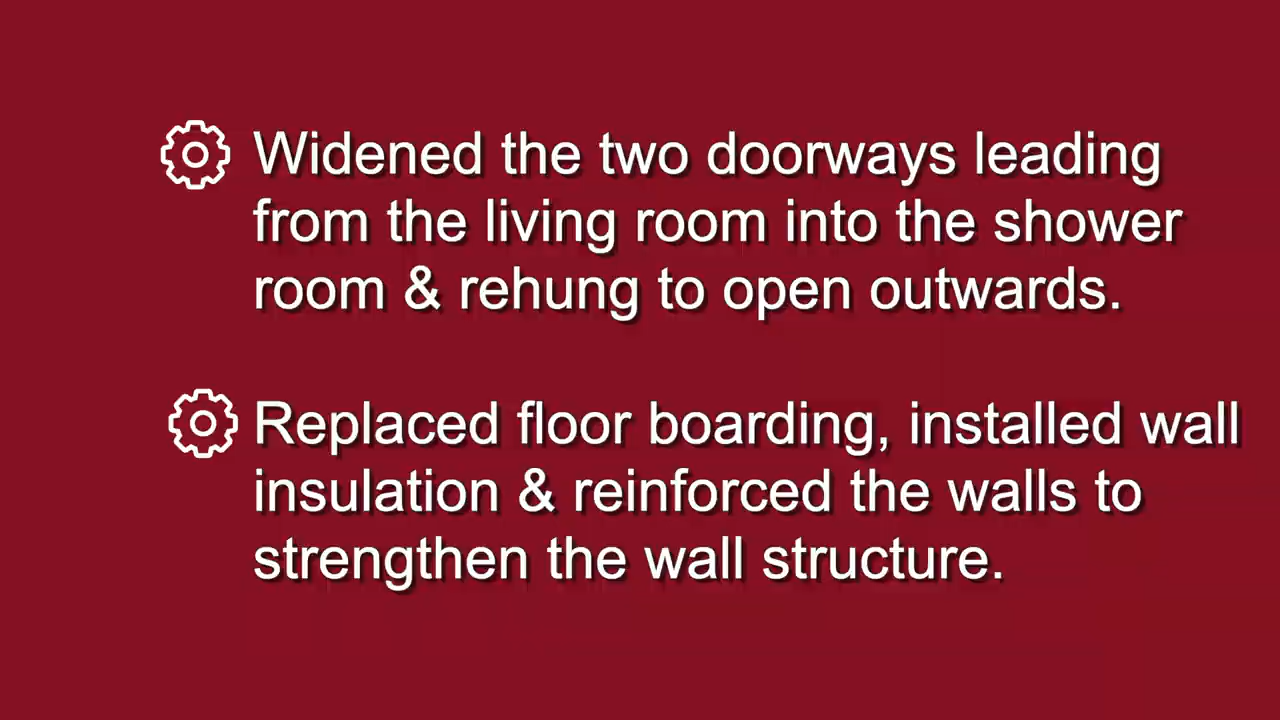 Widened the two doorways leading
from the living room into the shower
room & rehung to open outwards.
Replaced floor boarding, installed wall
insulation & reinforced the walls to
strengthen the wall structure.